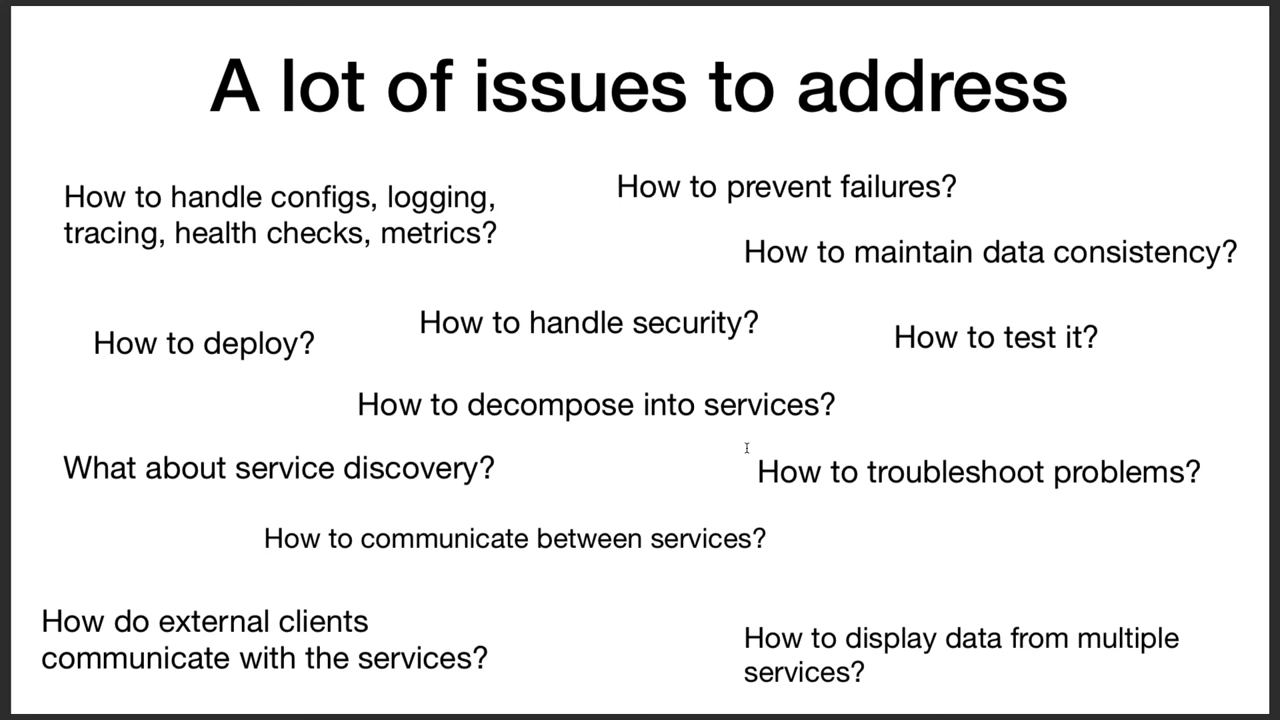 A lot of issues to address
How to handle configs, logging,
tracing, health checks, metrics?
How to prevent failures?
How to maintain data consistency?
How to deploy?
How to handle security?
How to test it?
How to decompose into services?
What about service discovery?
How to troubleshoot problems?
How to communicate between services?
How do external clients
communicate with the services?
How to display data from multiple
services?